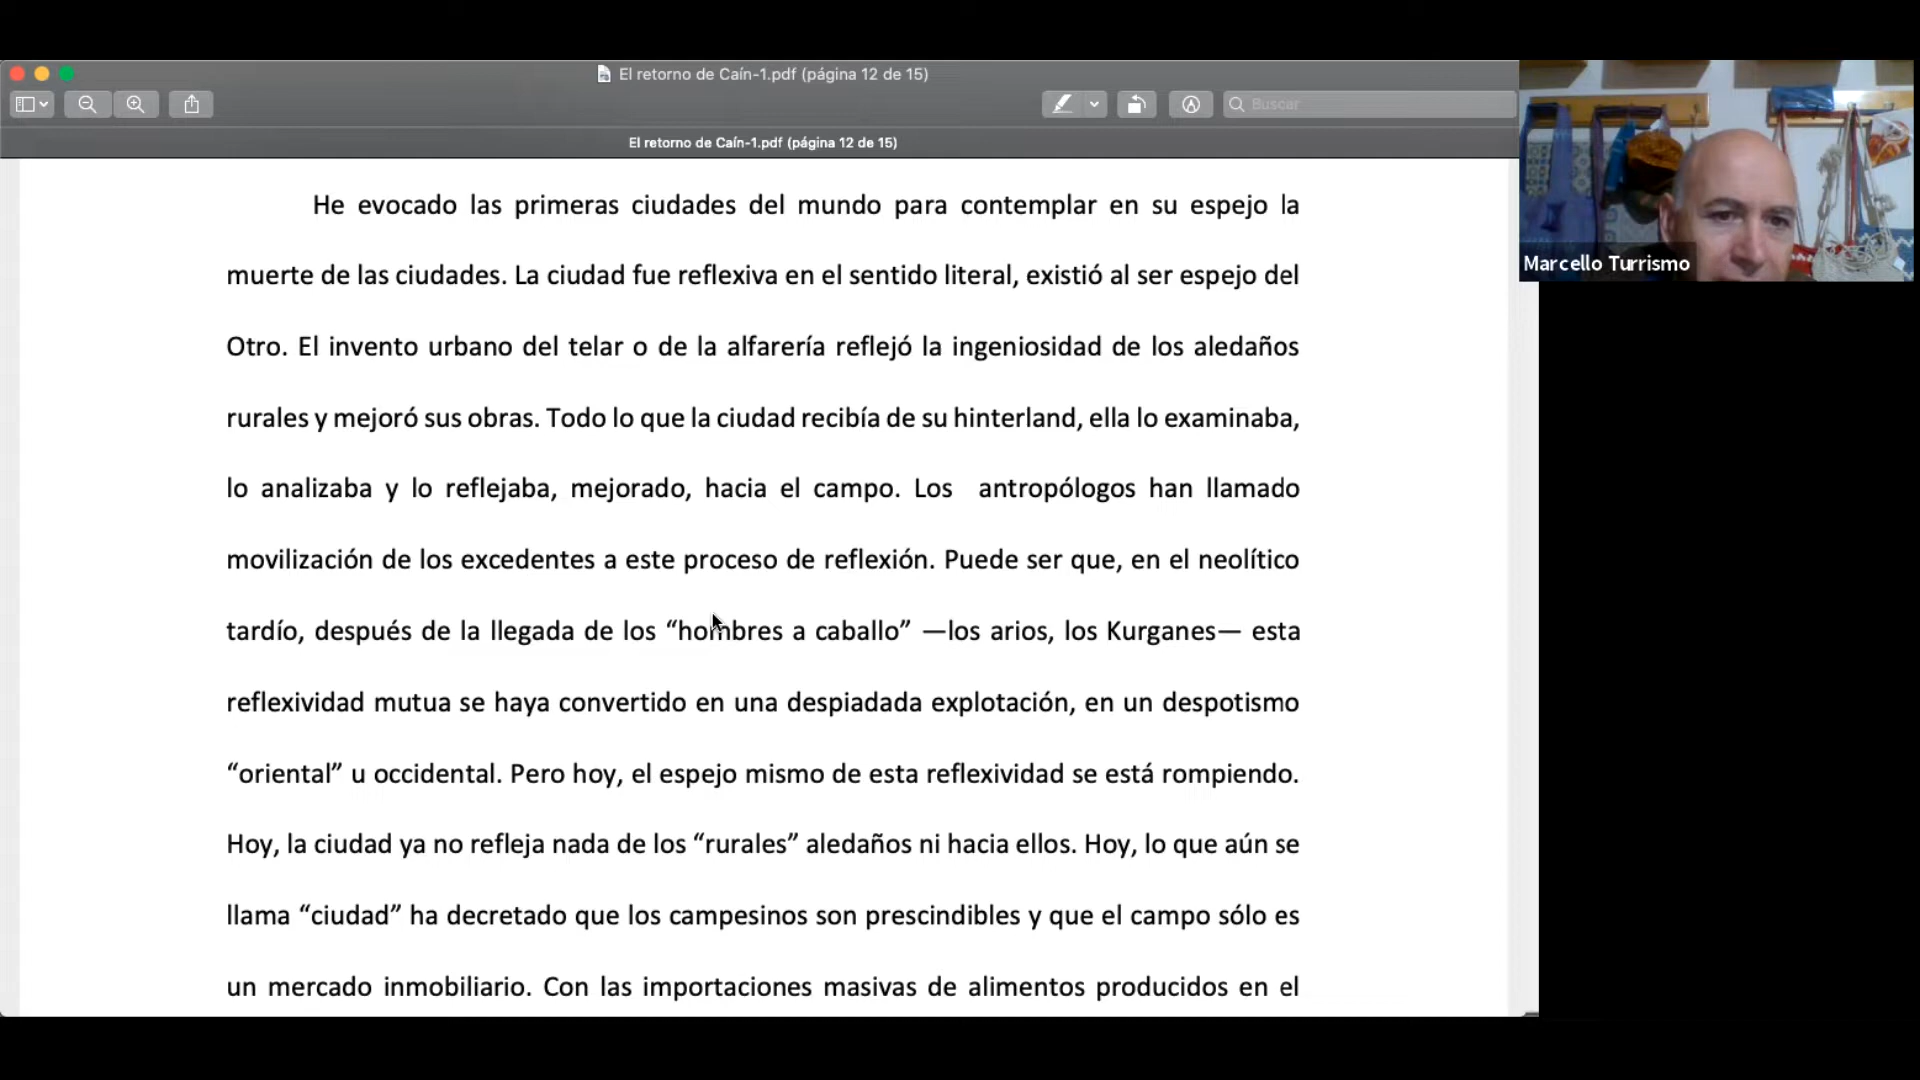 El retorno de Caín-1.pdf (página 12 de 15)
Buscar
El retorno de Caín-1.pdf (página 12 de 15)
Marcello Turrismo
He evocado las primeras ciudades del mundo para contemplar en su espejo la
muerte de las ciudades. La ciudad fue reflexiva en el sentido literal, existió al ser espejo del
Otro. El invento urbano del telar o de la alfarería reflejó la ingeniosidad de los aledaños
rurales y mejoró sus obras. Todo lo que la ciudad recibía de su hinterland, ella lo examinaba,
lo analizaba y lo reflejaba, mejorado, hacia el campo. Los antropólogos han llamado
movilización de los excedentes a este proceso de reflexión. Puede ser que, en el neolítico
tardío, después de la llegada de los “hombres a caballo” —los arios, los Kurganes— esta
reflexividad mutua se haya convertido en una despiadada explotación, en un despotismo
“oriental” u occidental. Pero hoy, el espejo mismo de esta reflexividad se está rompiendo.
Hoy, la ciudad ya no refleja nada de los “rurales” aledaños ni hacia ellos. Hoy, lo que aún se
llama “ciudad” ha decretado que los campesinos son prescindibles y que el campo sólo es
un mercado inmobiliario. Con las importaciones masivas de alimentos producidos en el